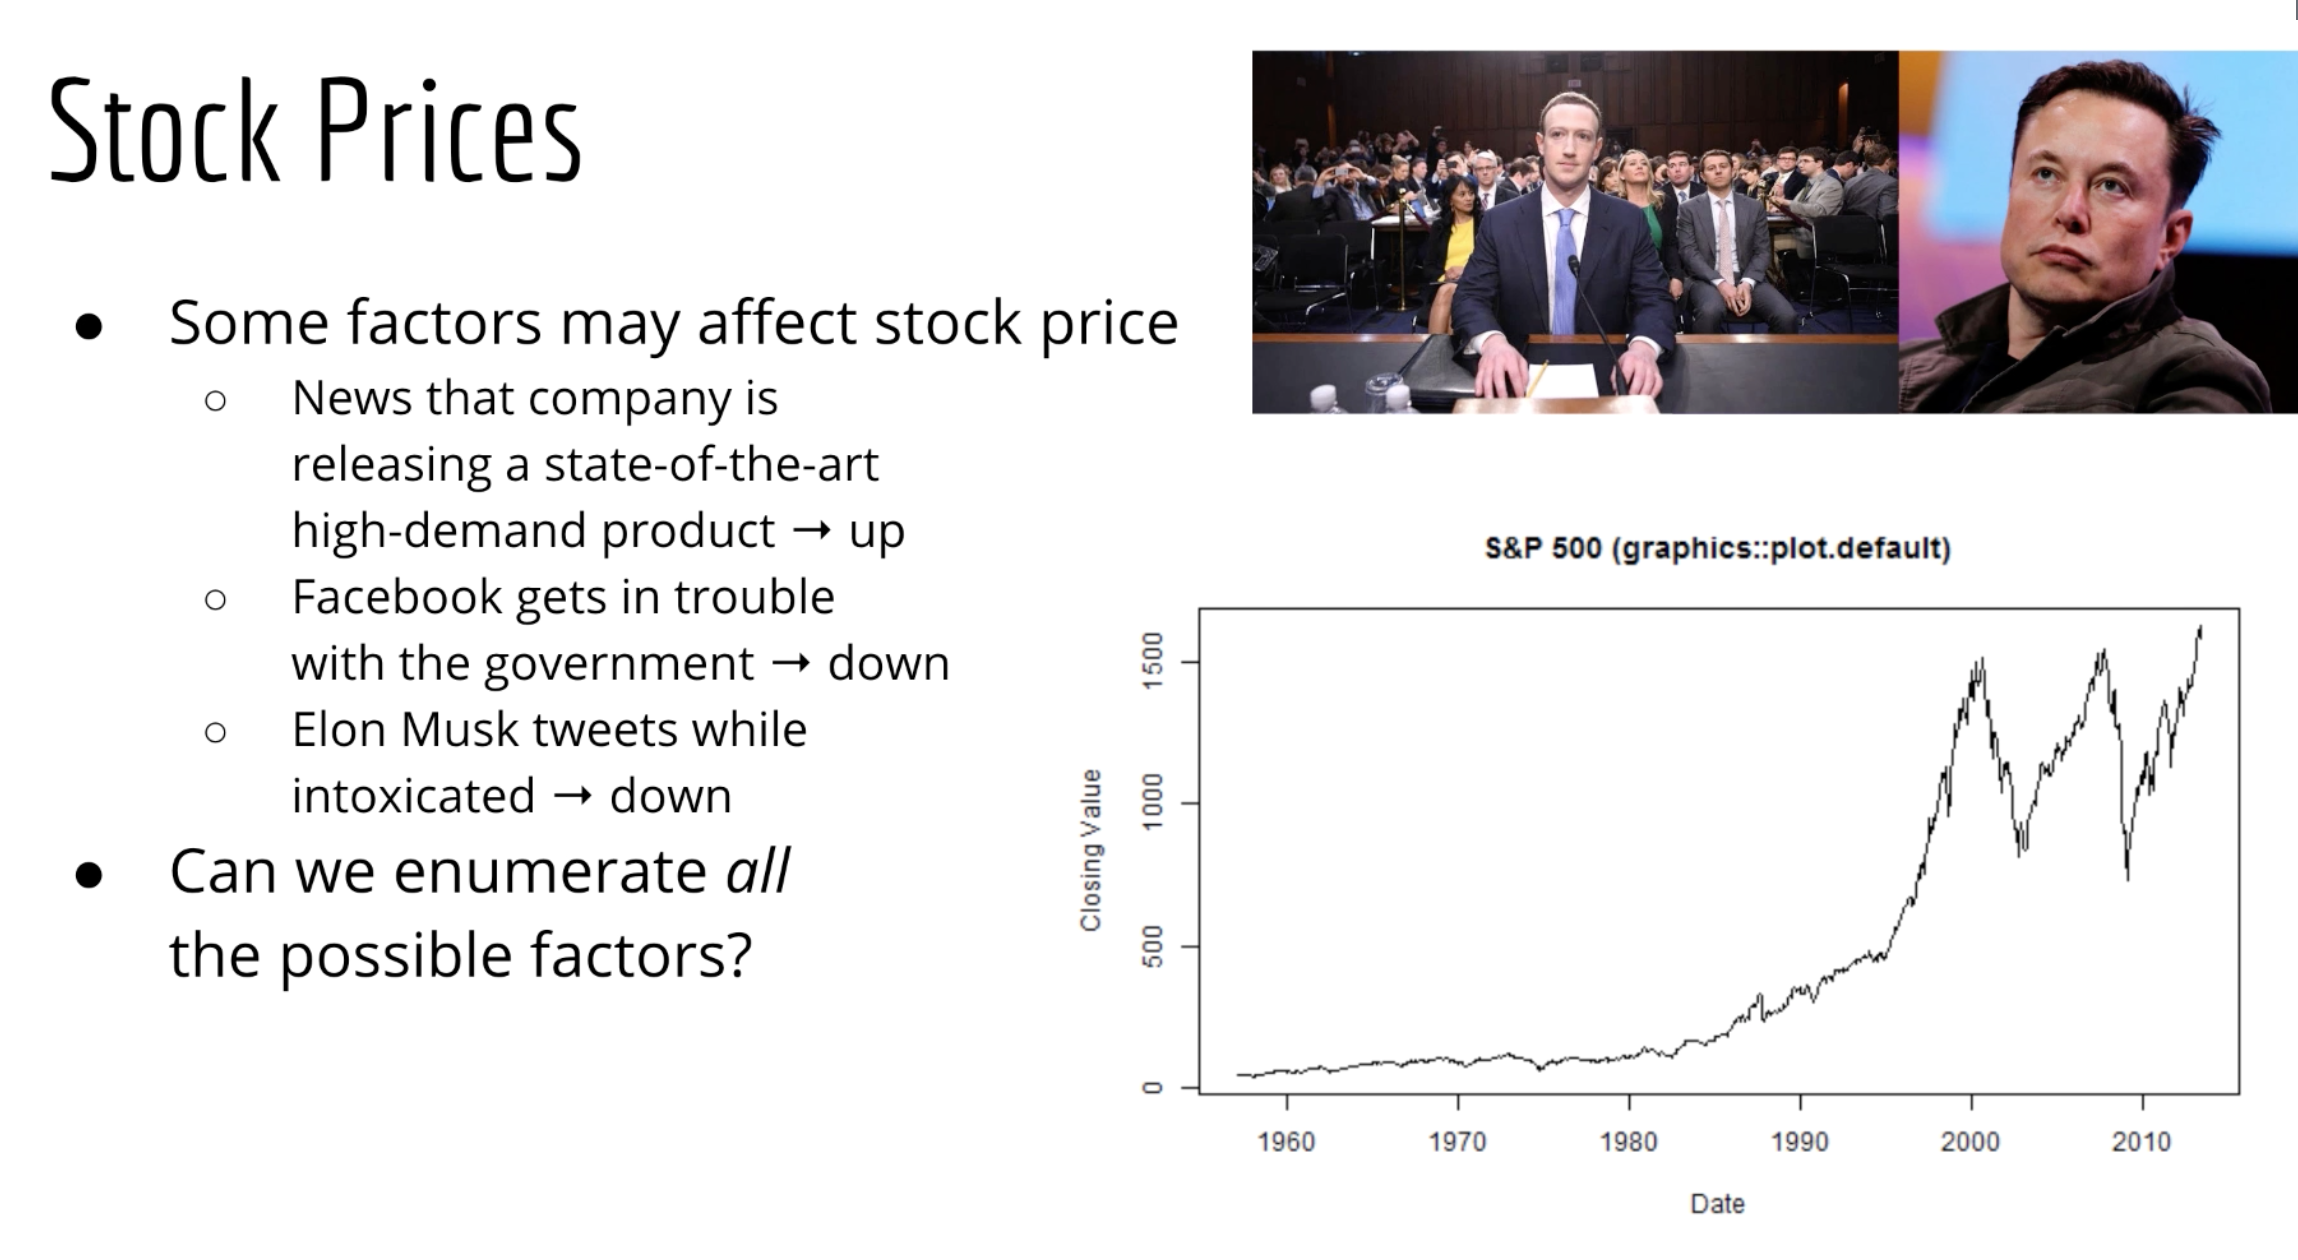 Stock Prices
● Some factors may affect stock price
○ News that company is
releasing a state-of-the-art
high-demand product → up
○ Facebook gets in trouble
with the government → down
○ Elon Musk tweets while
intoxicated → down
● Can we enumerate all
the possible factors?
S&P 500 (graphics::plot.default)
Closing Value
1500
1000
500
0
1960 1970 1980 1990 2000 2010
Date